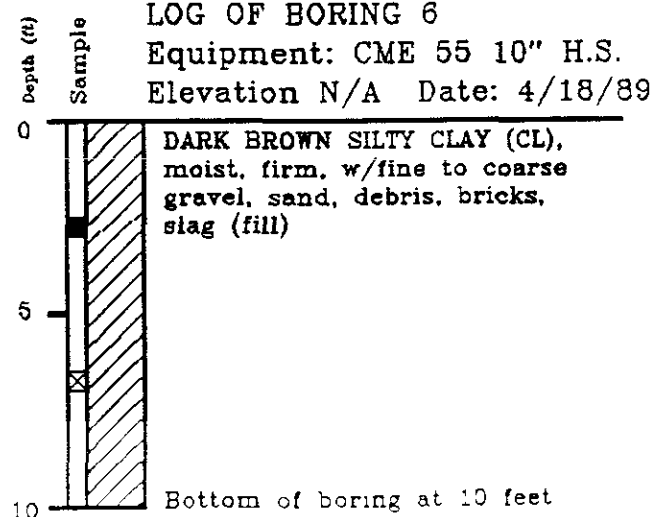 Depth (ft)
Sample
LOG OF BORING 6
Equipment: CME 55 10" H.S.
Elevation N/A Date: 4/18/89
0
DARK BROWN SILTY CLAY (CL),
moist, firm, w/fine to coarse
gravel, sand, debris, bricks,
slag (fill)
5
10
Bottom of boring at 10 feet